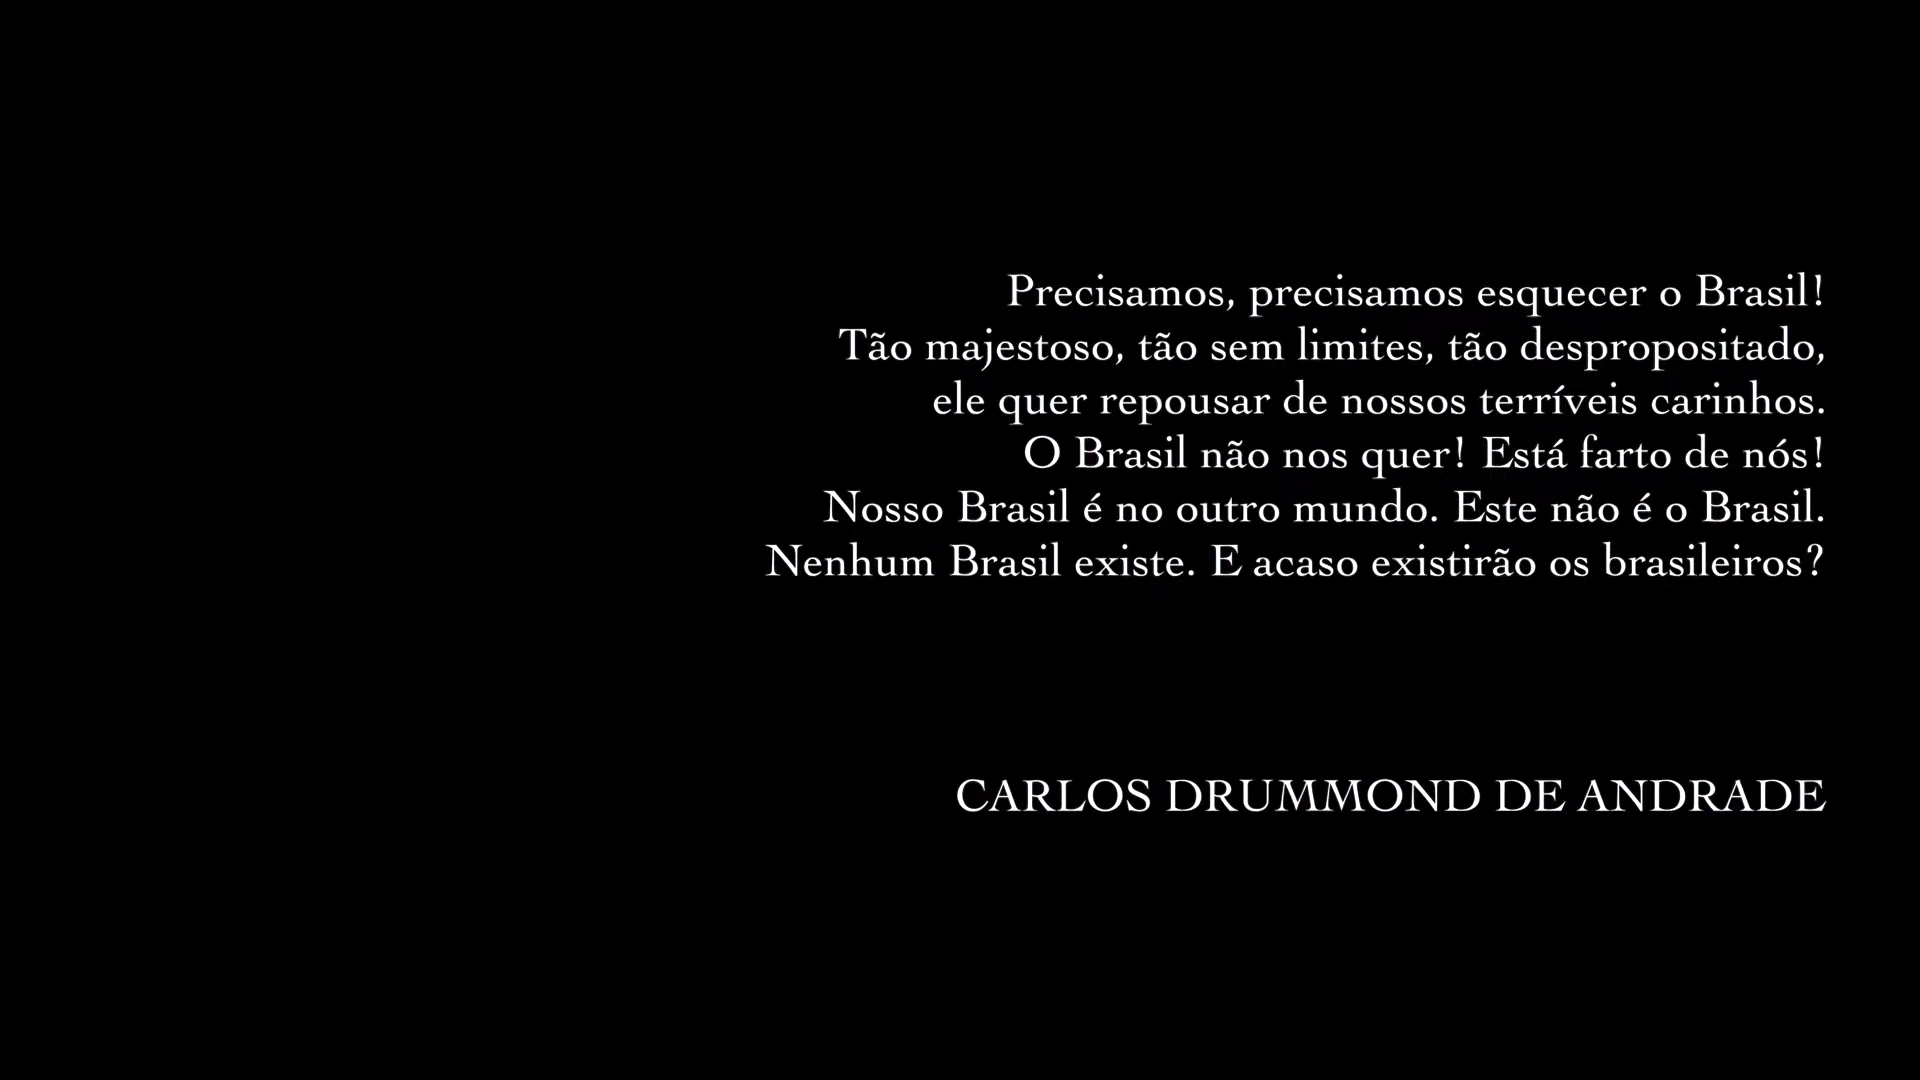 Precisamos, precisamos esquecer o Brasil!
Tão majestoso, tão sem limites, tão despropositado,
ele quer repousar de nossos terríveis carinhos.
O Brasil não nos quer! Está farto de nós!
Nosso Brasil é no outro mundo. Este não é o Brasil.
Nenhum Brasil existe. E acaso existirão os brasileiros?
CARLOS DRUMMOND DE ANDRADE